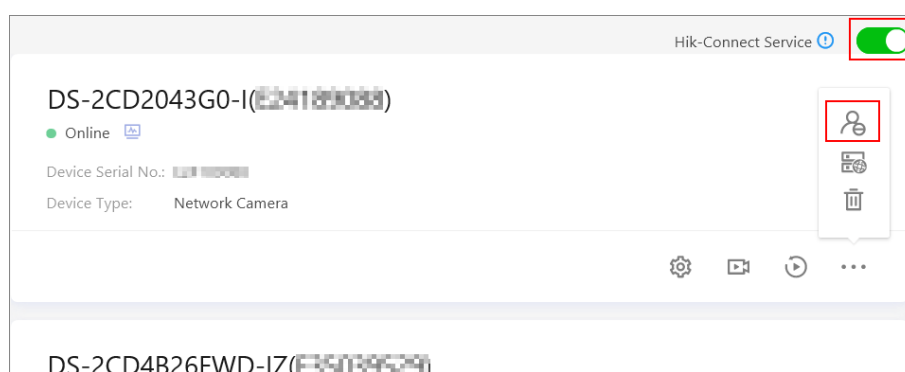 Hik-Connect Service
DS-2CD2043G0-I(
)
Online
Device Serial No.:
Device Type: Network Camera
DS-2CD4B26FWD-IZ(